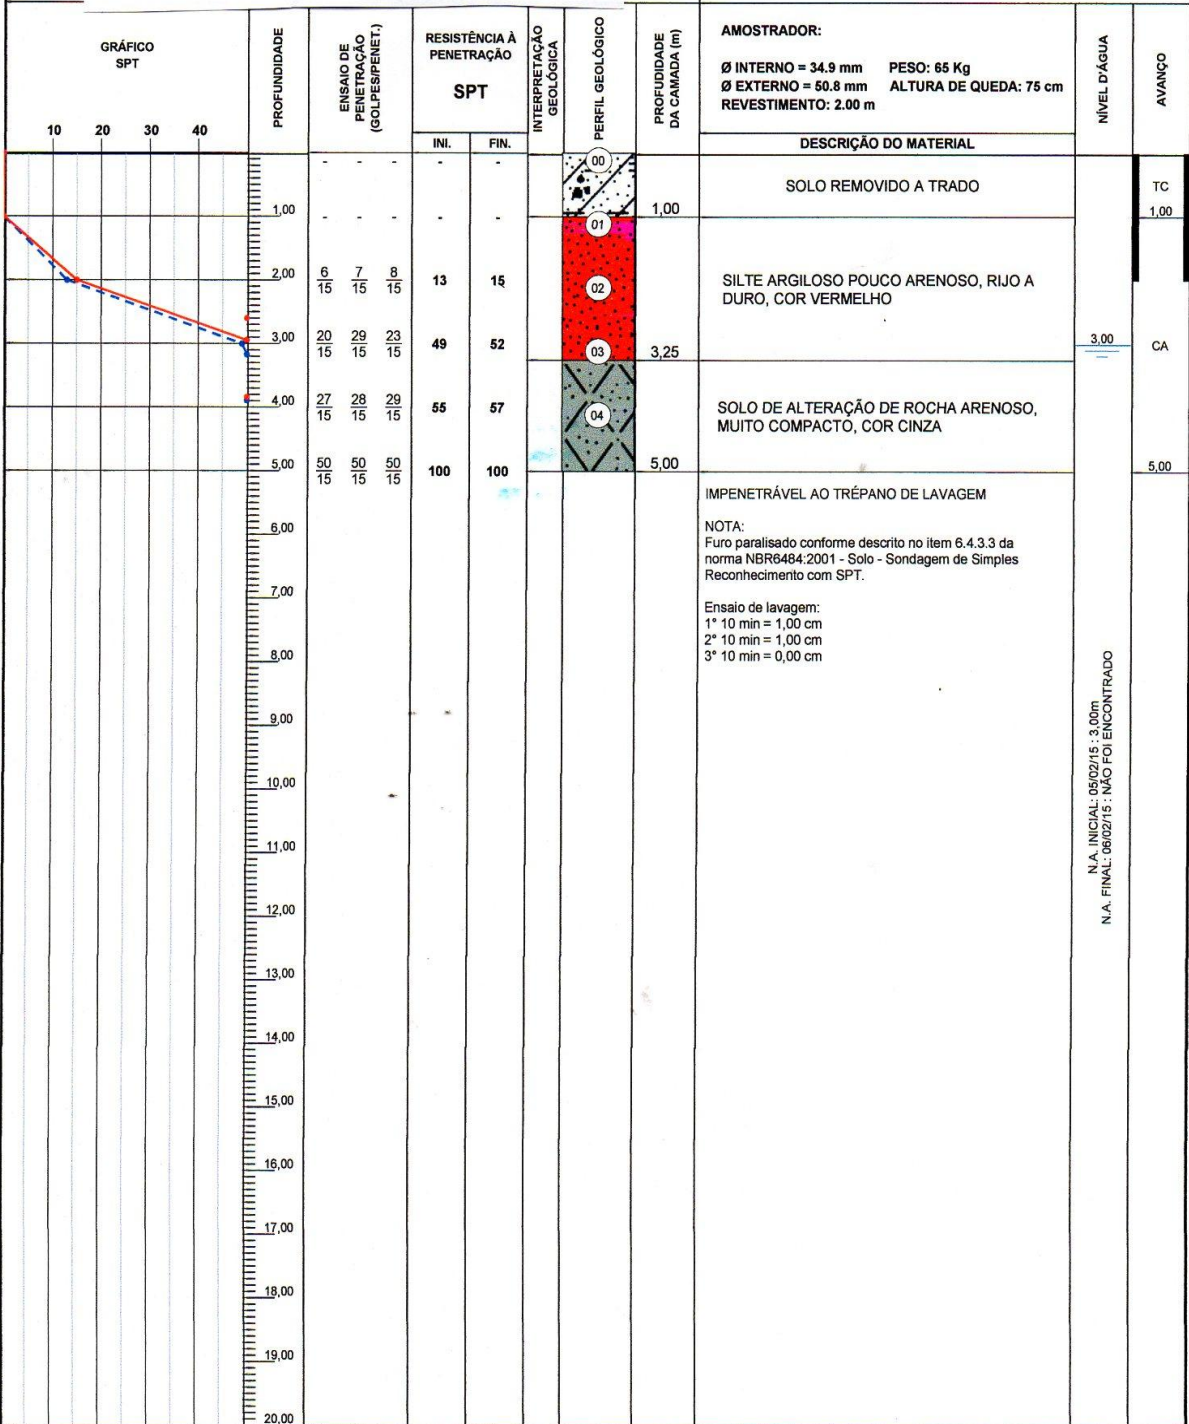 GRÁFICO
SPT
10 20 30 40
PROFUNDIDADE
ENSAIO DE
PENETRAÇÃO
(GOLPES/PENET.)
RESISTÊNCIA À
PENETRAÇÃO
SPT
INI. FIN.
INTERPRETAÇÃO
GEOLÓGICA
PERFIL GEOLÓGICO
PROFUDIDADE
DA CAMADA (m)
AMOSTRADOR:
Ø INTERNO = 34.9 mm PESO: 65 Kg
Ø EXTERNO = 50.8 mm ALTURA DE QUEDA: 75 cm
REVESTIMENTO: 2.00 m
DESCRIÇÃO DO MATERIAL
NÍVEL D'ÁGUA
AVANÇO
- - - - - 00
SOLO REMOVIDO A TRADO
TC
1,00 - - - - - 01 1,00 1,00
2,00 6/15 7/15 8/15 13 15 02
SILTE ARGILOSO POUCO ARENOSO, RIJO A
DURO, COR VERMELHO
3,00 20/15 29/15 23/15 49 52 03 3,25 3,00 CA
4,00 27/15 28/15 29/15 55 57 04
SOLO DE ALTERAÇÃO DE ROCHA ARENOSO,
MUITO COMPACTO, COR CINZA
5,00 50/15 50/15 50/15 100 100 5,00 5,00
IMPENETRÁVEL AO TRÉPANO DE LAVAGEM
NOTA:
Furo paralisado conforme descrito no item 6.4.3.3 da
norma NBR6484:2001 - Solo - Sondagem de Simples
Reconhecimento com SPT.
Ensaio de lavagem:
1° 10 min = 1,00 cm
2° 10 min = 1,00 cm
3° 10 min = 0,00 cm
6,00
7,00
8,00
9,00
10,00
11,00
12,00
13,00
14,00
15,00
16,00
17,00
18,00
19,00
20,00
N.A. INICIAL: 05/02/15 : 3,00m
N.A. FINAL: 06/02/15 : NÃO FOI ENCONTRADO